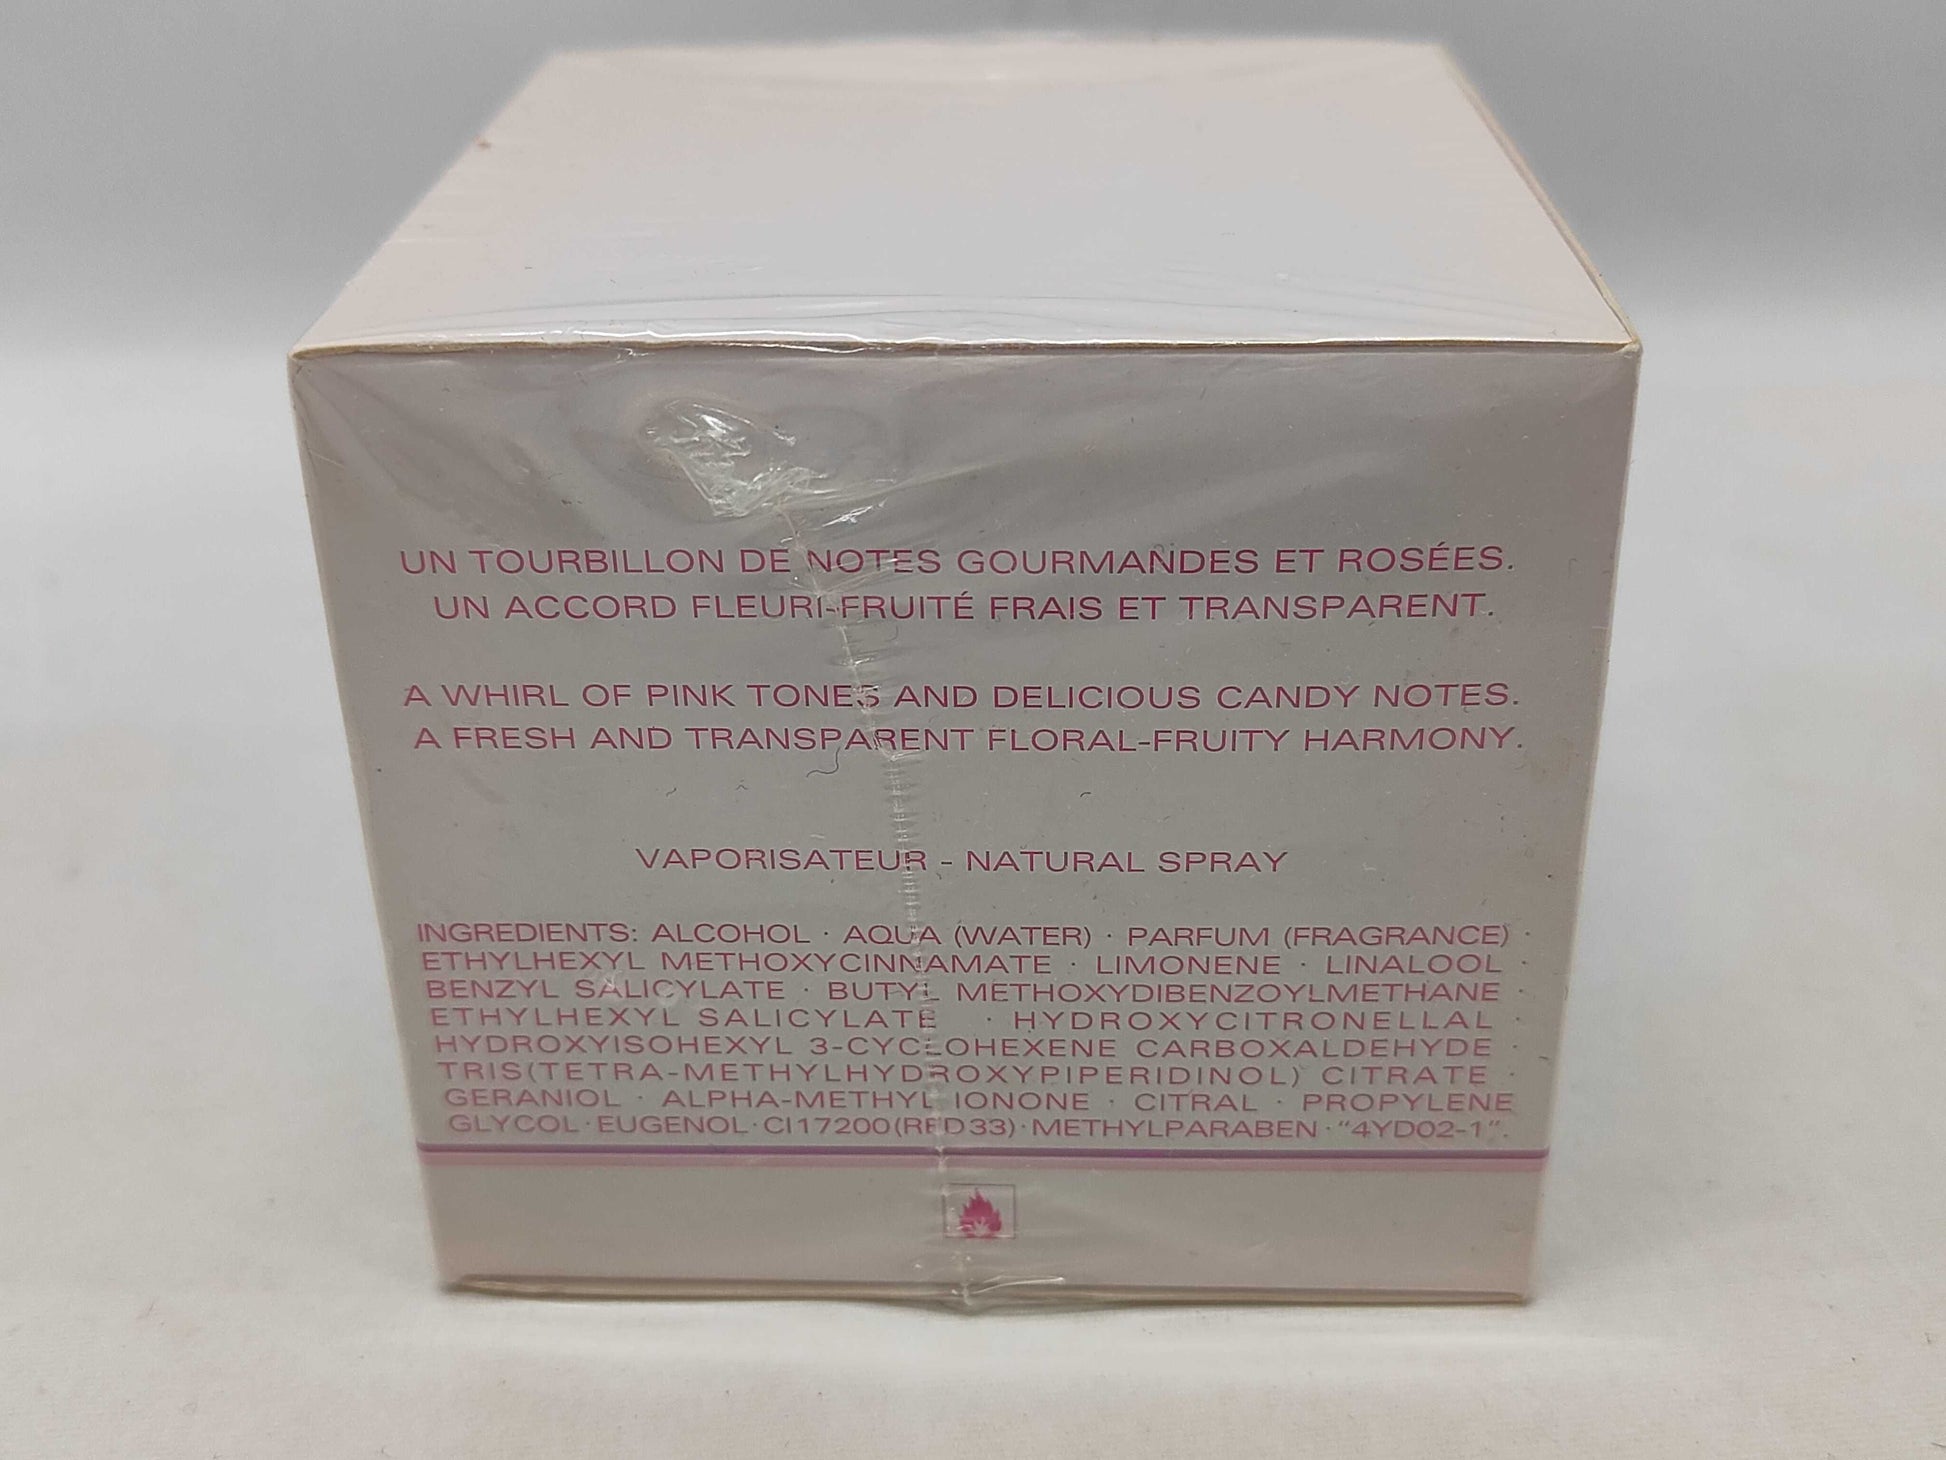 UN TOURBILLON DE NOTES GOURMANDES ET ROSÉES.
UN ACCORD FLEURI-FRUITÉ FRAIS ET TRANSPARENT.
A WHIRL OF PINK TONES AND DELICIOUS CANDY NOTES.
A FRESH AND TRANSPARENT FLORAL-FRUITY HARMONY.
VAPORISATEUR - NATURAL SPRAY
INGREDIENTS: ALCOHOL · AQUA (WATER) · PARFUM (FRAGRANCE) ·
ETHYLHEXYL METHOXYCINNAMATE · LIMONENE · LINALOOL ·
BENZYL SALICYLATE · BUTYL METHOXYDIBENZOYLMETHANE ·
ETHYLHEXYL SALICYLATE · HYDROXYCITRONELLAL ·
HYDROXYISOHEXYL 3-CYCLOHEXENE CARBOXALDEHYDE ·
TRIS(TETRA-METHYLHYDROXYPIPERIDINOL) CITRATE ·
GERANIOL · ALPHA-METHYL IONONE · CITRAL · PROPYLENE
GLYCOL · EUGENOL · CI17200(RED33) · METHYLPARABEN · "4YD02-1".